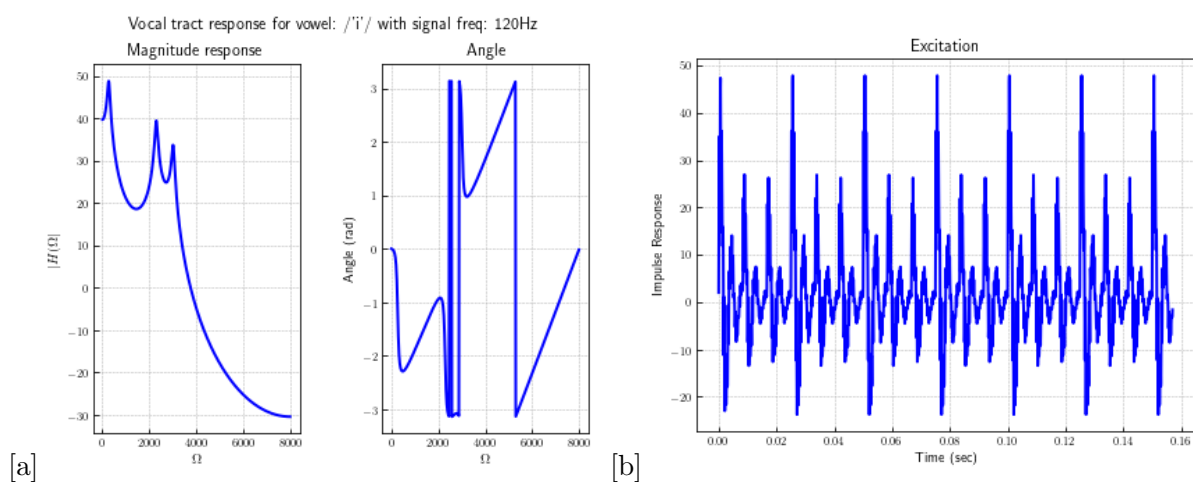 Vocal tract response for vowel: /'i'/ with signal freq: 120Hz
Magnitude response
|H(Ω|
50
40
30
20
10
0
−10
−20
−30
0 2000 4000 6000 8000
Ω
Angle
Angle (rad)
3
2
1
0
−1
−2
−3
0 2000 4000 6000 8000
Ω
[a]
Excitation
Impulse Response
50
40
30
20
10
0
−10
−20
0.00 0.02 0.04 0.06 0.08 0.10 0.12 0.14 0.16
Time (sec)
[b]